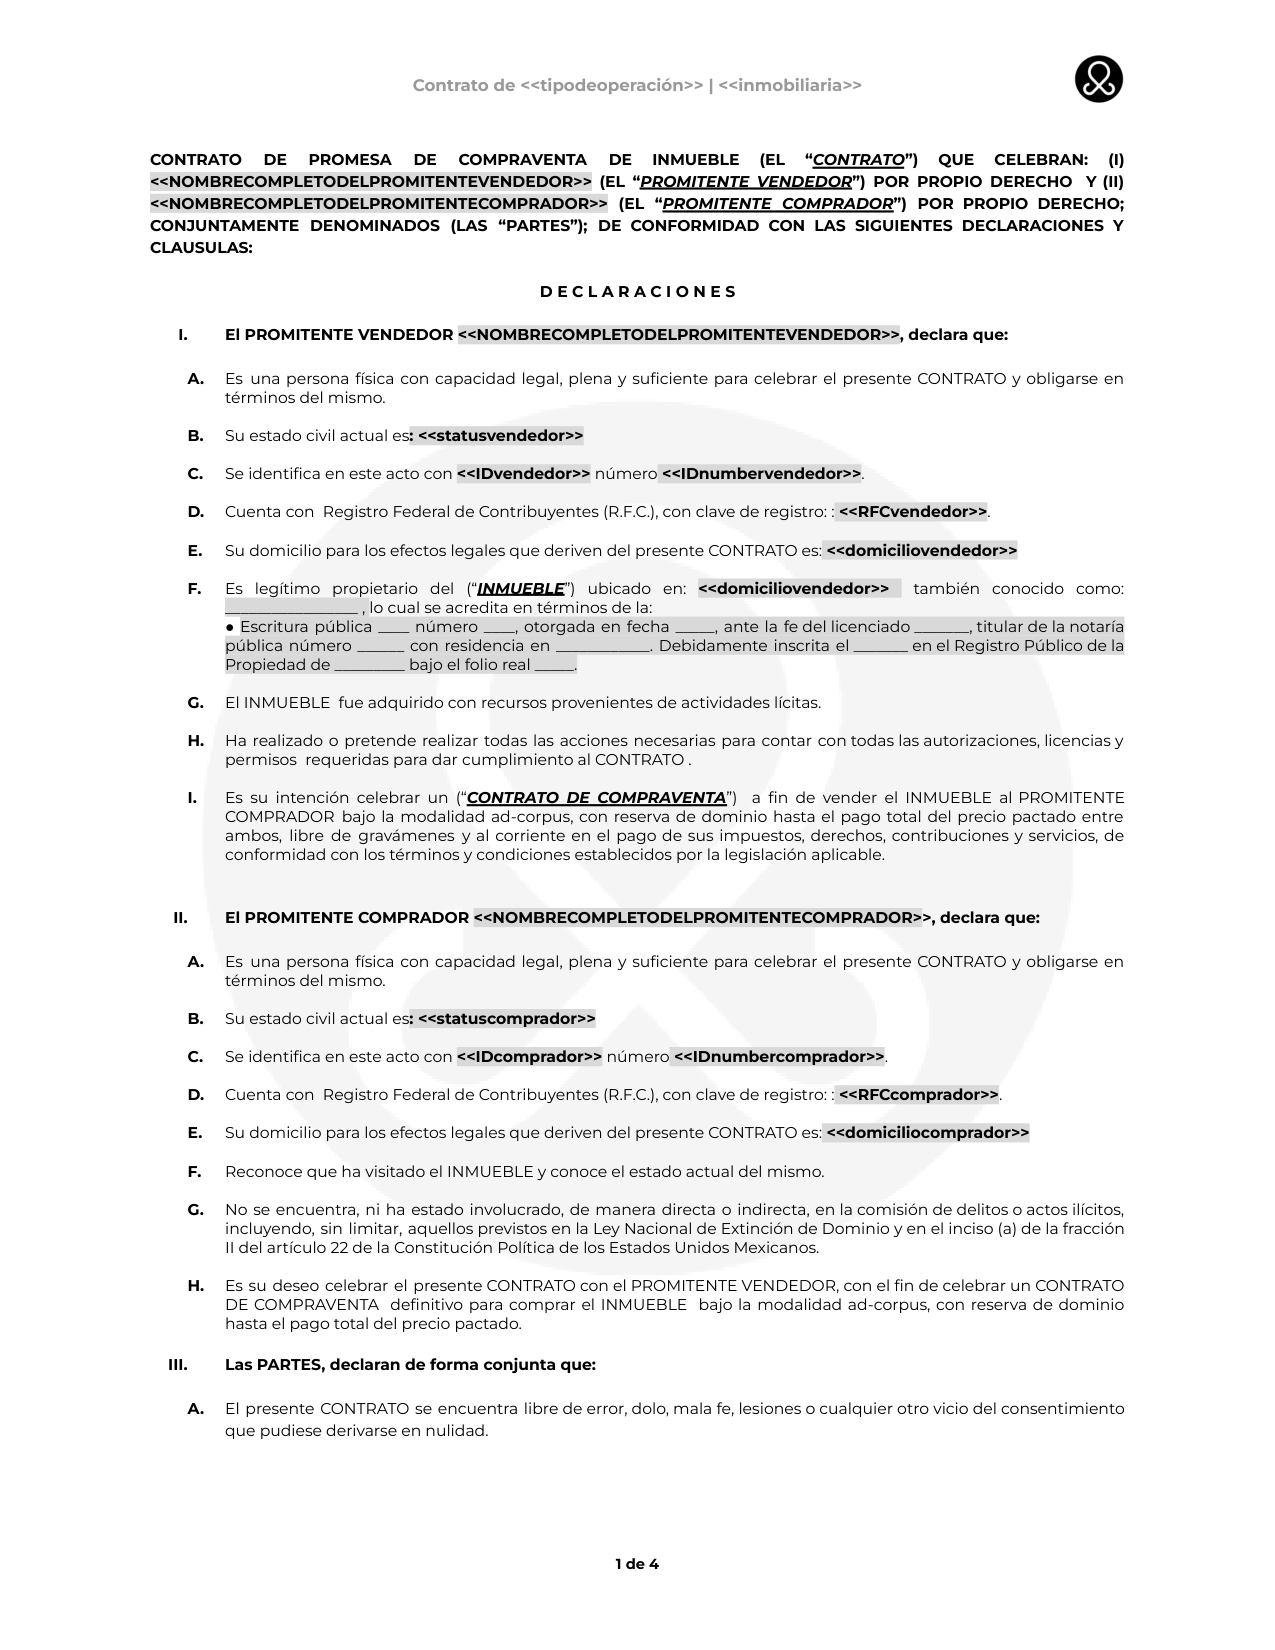 Contrato de <<tipodeoperación>> | <<inmobiliaria>>
CONTRATO DE PROMESA DE COMPRAVENTA DE INMUEBLE (EL “CONTRATO”) QUE CELEBRAN: (I)
<<NOMBRECOMPLETODELPROMITENTEVENDEDOR>> (EL “PROMITENTE VENDEDOR”) POR PROPIO DERECHO Y (II)
<<NOMBRECOMPLETODELPROMITENTECOMPRADOR>> (EL “PROMITENTE COMPRADOR”) POR PROPIO DERECHO;
CONJUNTAMENTE DENOMINADOS (LAS “PARTES”); DE CONFORMIDAD CON LAS SIGUIENTES DECLARACIONES Y
CLAUSULAS:
D E C L A R A C I O N E S
I. El PROMITENTE VENDEDOR <<NOMBRECOMPLETODELPROMITENTEVENDEDOR>>, declara que:
A. Es una persona física con capacidad legal, plena y suficiente para celebrar el presente CONTRATO y obligarse en
términos del mismo.
B. Su estado civil actual es: <<statusvendedor>>
C. Se identifica en este acto con <<IDvendedor>> número <<IDnumbervendedor>>.
D. Cuenta con Registro Federal de Contribuyentes (R.F.C.), con clave de registro: : <<RFCvendedor>>.
E. Su domicilio para los efectos legales que deriven del presente CONTRATO es: <<domiciliovendedor>>
F. Es legítimo propietario del (“INMUEBLE”) ubicado en: <<domiciliovendedor>> también conocido como:
_________________ , lo cual se acredita en términos de la:
● Escritura pública ____ número ____, otorgada en fecha _____, ante la fe del licenciado _______, titular de la notaría
pública número ______ con residencia en ____________. Debidamente inscrita el _______ en el Registro Público de la
Propiedad de _________ bajo el folio real _____.
G. El INMUEBLE fue adquirido con recursos provenientes de actividades lícitas.
H. Ha realizado o pretende realizar todas las acciones necesarias para contar con todas las autorizaciones, licencias y
permisos requeridas para dar cumplimiento al CONTRATO .
I. Es su intención celebrar un (“CONTRATO DE COMPRAVENTA”) a fin de vender el INMUEBLE al PROMITENTE
COMPRADOR bajo la modalidad ad-corpus, con reserva de dominio hasta el pago total del precio pactado entre
ambos, libre de gravámenes y al corriente en el pago de sus impuestos, derechos, contribuciones y servicios, de
conformidad con los términos y condiciones establecidos por la legislación aplicable.
II. El PROMITENTE COMPRADOR <<NOMBRECOMPLETODELPROMITENTECOMPRADOR>>, declara que:
A. Es una persona física con capacidad legal, plena y suficiente para celebrar el presente CONTRATO y obligarse en
términos del mismo.
B. Su estado civil actual es: <<statuscomprador>>
C. Se identifica en este acto con <<IDcomprador>> número <<IDnumbercomprador>>.
D. Cuenta con Registro Federal de Contribuyentes (R.F.C.), con clave de registro: : <<RFCcomprador>>.
E. Su domicilio para los efectos legales que deriven del presente CONTRATO es: <<domiciliocomprador>>
F. Reconoce que ha visitado el INMUEBLE y conoce el estado actual del mismo.
G. No se encuentra, ni ha estado involucrado, de manera directa o indirecta, en la comisión de delitos o actos ilícitos,
incluyendo, sin limitar, aquellos previstos en la Ley Nacional de Extinción de Dominio y en el inciso (a) de la fracción
II del artículo 22 de la Constitución Política de los Estados Unidos Mexicanos.
H. Es su deseo celebrar el presente CONTRATO con el PROMITENTE VENDEDOR, con el fin de celebrar un CONTRATO
DE COMPRAVENTA definitivo para comprar el INMUEBLE bajo la modalidad ad-corpus, con reserva de dominio
hasta el pago total del precio pactado.
III. Las PARTES, declaran de forma conjunta que:
A. El presente CONTRATO se encuentra libre de error, dolo, mala fe, lesiones o cualquier otro vicio del consentimiento
que pudiese derivarse en nulidad.
1 de 4